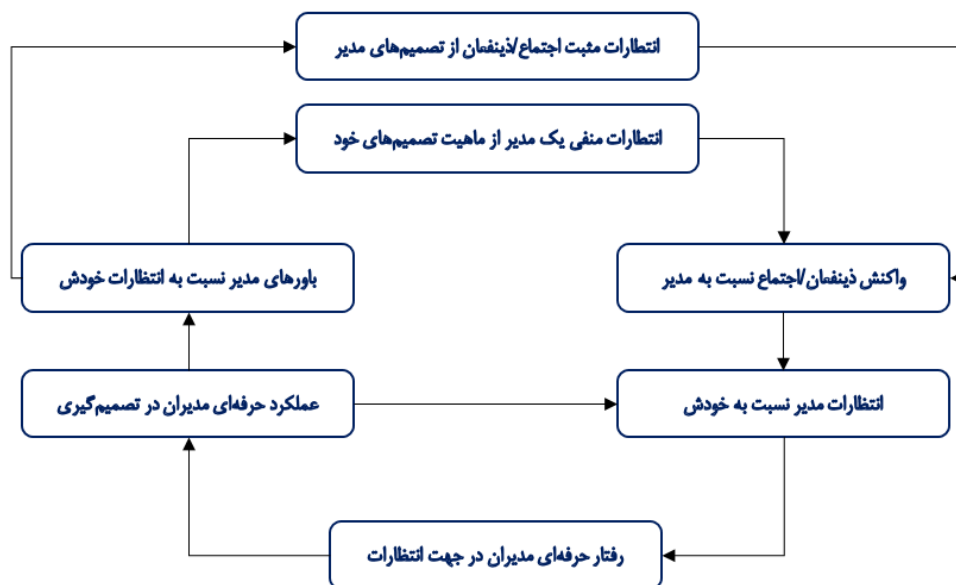 انتطارات مثبت اجتماع/ذینفعان از تصمیم‌های مدیر
انتطارات منفی یک مدیر از ماهیت تصمیم‌های خود
باورهای مدیر نسبت به انتظارات خودش
واکنش ذینفعان/اجتماع نسبت به مدیر
عملکرد حرفه‌ای مدیران در تصمیم‌گیری
انتظارات مدیر نسبت به خودش
رفتار حرفه‌ای مدیران در جهت انتظارات